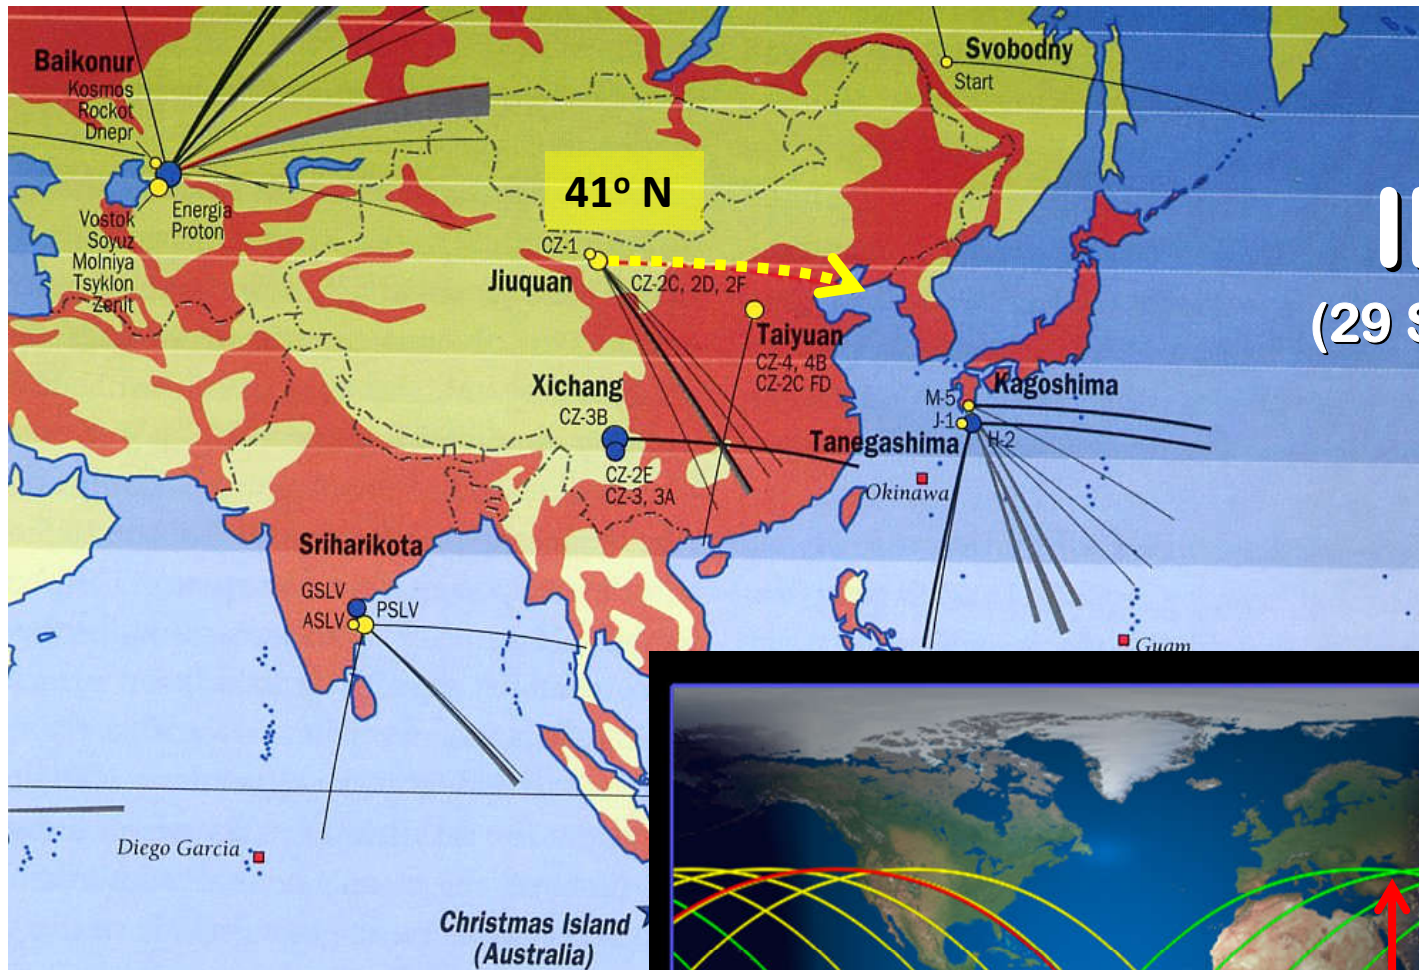 Baikonur
Kosmos
Rockot
Dnepr
Vostok
Soyuz
Molniya
Tsyklon
Zenit
Energia
Proton
Svobodny
Start
41° N
CZ-1
Jiuquan
CZ-2C, 2D, 2F
Taiyuan
CZ-4, 4B
CZ-2C FD
(29 S
Xichang
CZ-3B
CZ-2E
CZ-3, 3A
Kagoshima
M-5
J-1
H-2
Tanegashima
Okinawa
Sriharikota
GSLV
ASLV
PSLV
Guam
Diego Garcia
Christmas Island
(Australia)